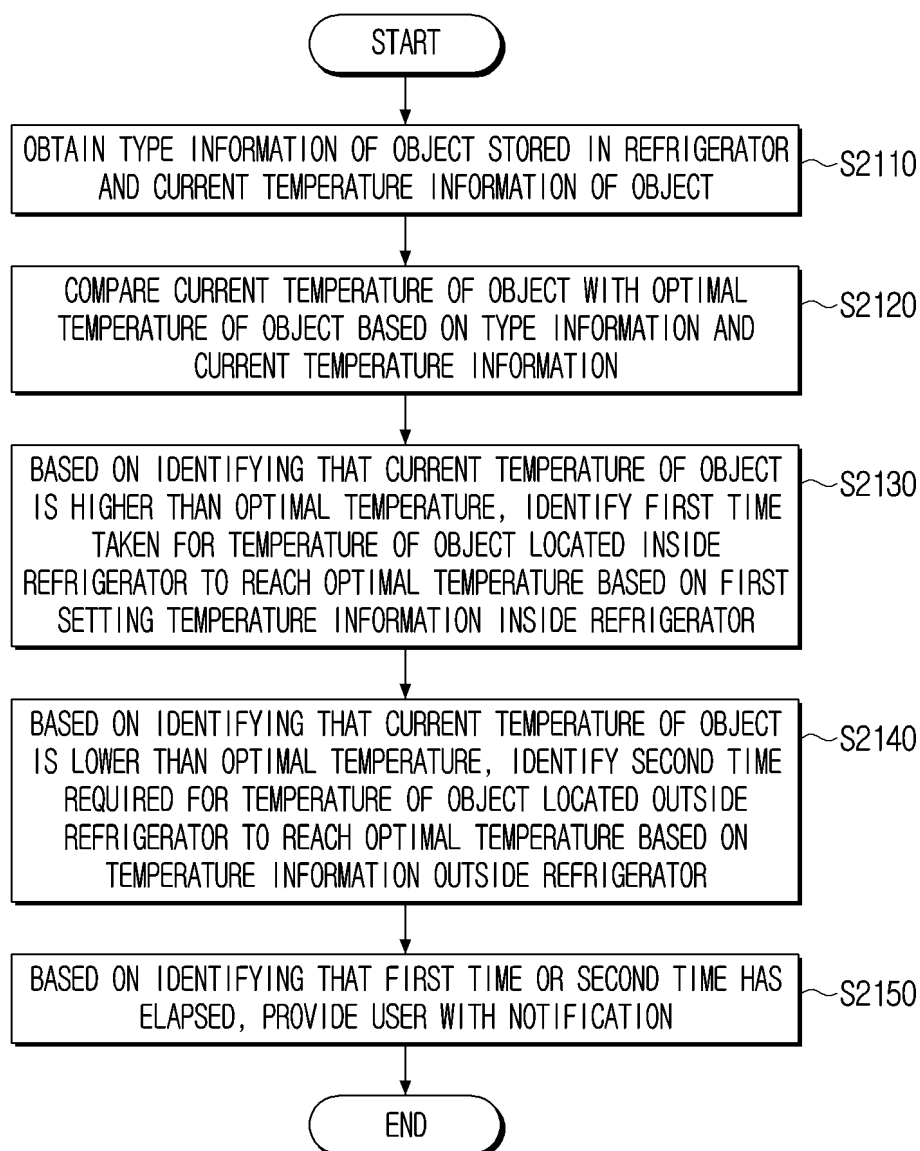 START
OBTAIN TYPE INFORMATION OF OBJECT STORED IN REFRIGERATOR
AND CURRENT TEMPERATURE INFORMATION OF OBJECT
S2110
COMPARE CURRENT TEMPERATURE OF OBJECT WITH OPTIMAL
TEMPERATURE OF OBJECT BASED ON TYPE INFORMATION AND
CURRENT TEMPERATURE INFORMATION
S2120
BASED ON IDENTIFYING THAT CURRENT TEMPERATURE OF OBJECT
IS HIGHER THAN OPTIMAL TEMPERATURE, IDENTIFY FIRST TIME
TAKEN FOR TEMPERATURE OF OBJECT LOCATED INSIDE
REFRIGERATOR TO REACH OPTIMAL TEMPERATURE BASED ON FIRST
SETTING TEMPERATURE INFORMATION INSIDE REFRIGERATOR
S2130
BASED ON IDENTIFYING THAT CURRENT TEMPERATURE OF OBJECT
IS LOWER THAN OPTIMAL TEMPERATURE, IDENTIFY SECOND TIME
REQUIRED FOR TEMPERATURE OF OBJECT LOCATED OUTSIDE
REFRIGERATOR TO REACH OPTIMAL TEMPERATURE BASED ON
TEMPERATURE INFORMATION OUTSIDE REFRIGERATOR
S2140
BASED ON IDENTIFYING THAT FIRST TIME OR SECOND TIME HAS
ELAPSED, PROVIDE USER WITH NOTIFICATION
S2150
END